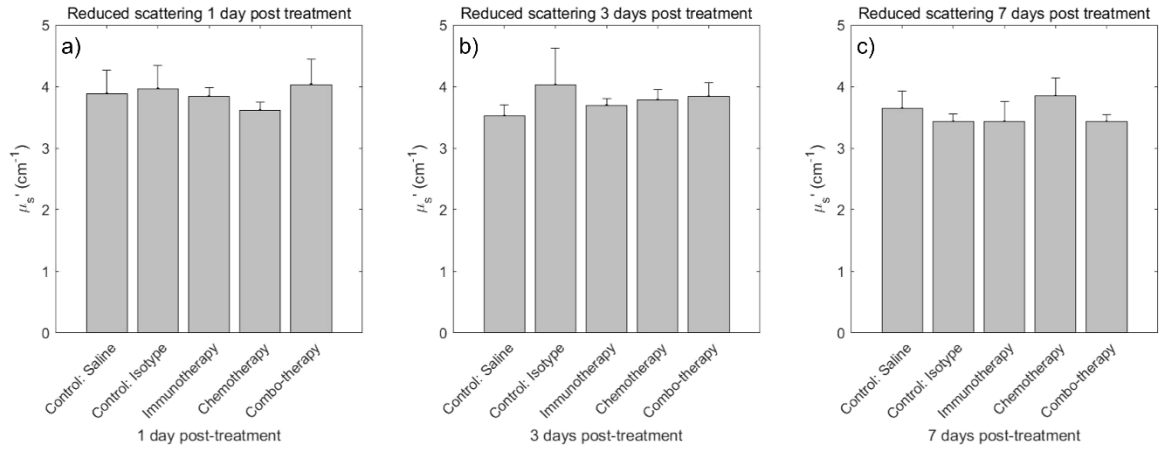 Reduced scattering 1 day post treatment
a)
5
4
3
2
1
0
μs' (cm-1)
Control: Saline
Control: Isotype
Immunotherapy
Chemotherapy
Combo-therapy
1 day post-treatment
Reduced scattering 3 days post treatment
b)
5
4
3
2
1
0
μs' (cm-1)
Control: Saline
Control: Isotype
Immunotherapy
Chemotherapy
Combo-therapy
3 days post-treatment
Reduced scattering 7 days post treatment
c)
5
4
3
2
1
0
μs' (cm-1)
Control: Saline
Control: Isotype
Immunotherapy
Chemotherapy
Combo-therapy
7 days post-treatment